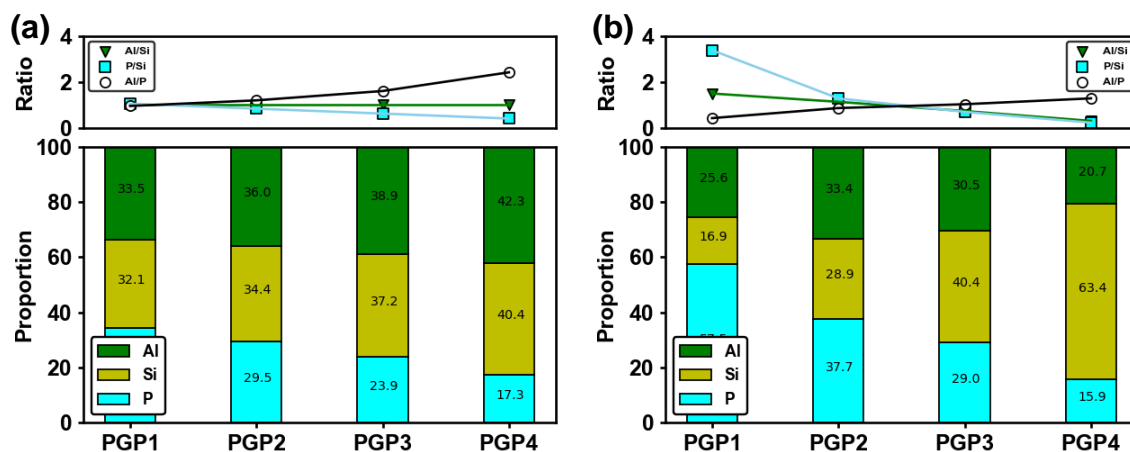 (a)
4
2
0
Ratio
Al/Si
P/Si
Al/P
100
80
60
40
20
0
Proportion
33.5
36.0
38.9
42.3
32.1
34.4
37.2
40.4
29.5
23.9
17.3
Al
Si
P
PGP1 PGP2 PGP3 PGP4
(b)
4
2
0
Ratio
Al/Si
P/Si
Al/P
100
80
60
40
20
0
Proportion
25.6
33.4
30.5
20.7
16.9
28.9
40.4
63.4
37.7
29.0
15.9
Al
Si
P
PGP1 PGP2 PGP3 PGP4